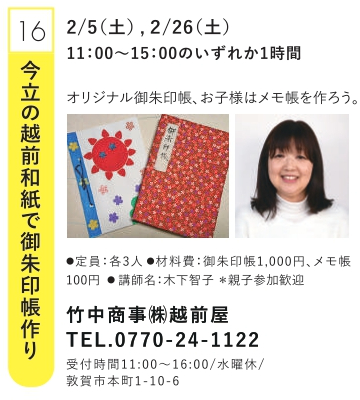 16
今立の越前和紙で御朱印帳作り
2/5(土),2/26(土)
11:00〜15:00のいずれか1時間
オリジナル御朱印帳、お子様はメモ帳を作ろう。
御朱印帳
●定員:各3人 ●材料費:御朱印帳1,000円、メモ帳
100円 ●講師名:木下智子 *親子参加歓迎
竹中商事㈱越前屋
TEL.0770-24-1122
受付時間11:00〜16:00/水曜休/
敦賀市本町1-10-6